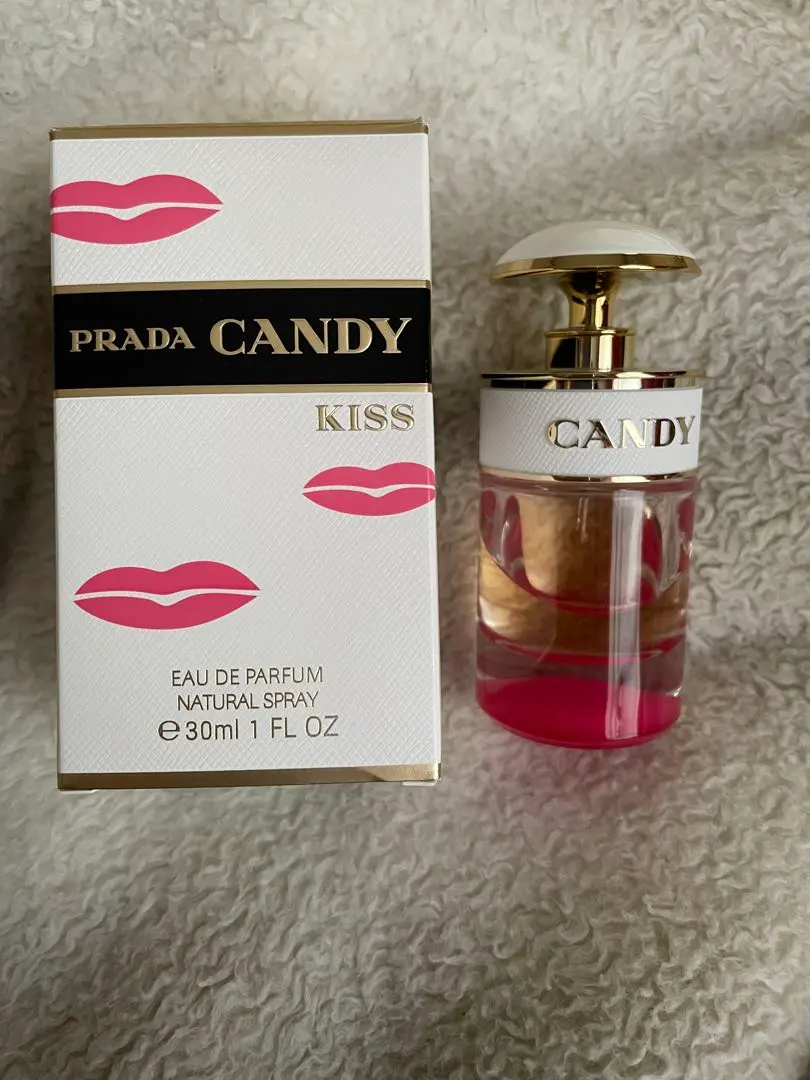 PRADA CANDY
KISS
EAU DE PARFUM
NATURAL SPRAY
℮30ml 1 FL OZ
CANDY